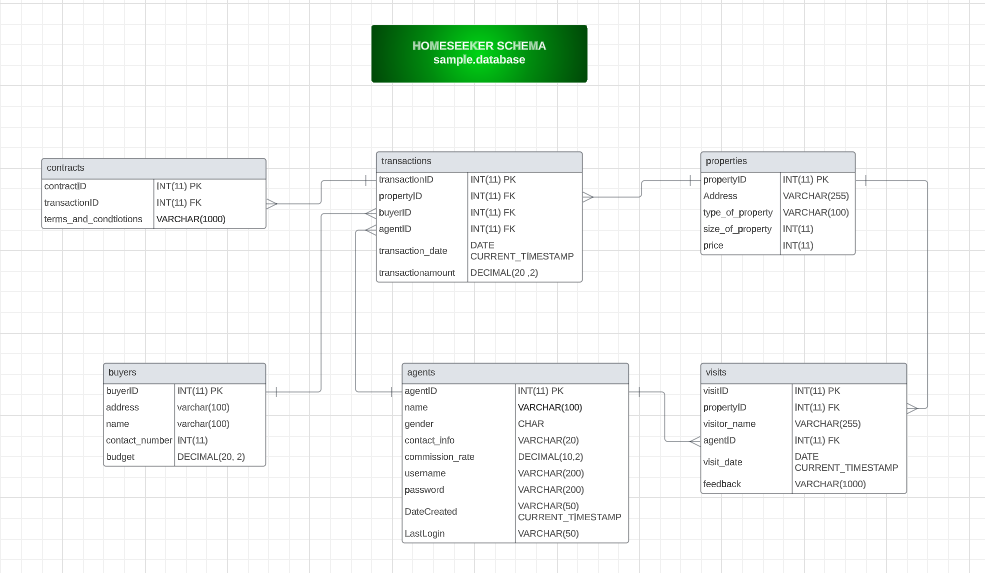 HOMESEEKER SCHEMA
sample.database
contracts
contractID INT(11) PK
transactionID INT(11) FK
terms_and_condtiotions VARCHAR(1000)
transactions
transactionID INT(11) PK
propertyID INT(11) FK
buyerID INT(11) FK
agentID INT(11) FK
transaction_date DATE
CURRENT_TIMESTAMP
transactionamount DECIMAL(20 ,2)
properties
propertyID INT(11) PK
Address VARCHAR(255)
type_of_property VARCHAR(100)
size_of_property INT(11)
price INT(11)
buyers
buyerID INT(11) PK
address varchar(100)
name varchar(100)
contact_number INT(11)
budget DECIMAL(20, 2)
agents
agentID INT(11) PK
name VARCHAR(100)
gender CHAR
contact_info VARCHAR(20)
commission_rate DECIMAL(10,2)
username VARCHAR(200)
password VARCHAR(200)
DateCreated VARCHAR(50)
CURRENT_TIMESTAMP
LastLogin VARCHAR(50)
visits
visitID INT(11) PK
propertyID INT(11) FK
visitor_name VARCHAR(255)
agentID INT(11) FK
visit_date DATE
CURRENT_TIMESTAMP
feedback VARCHAR(1000)